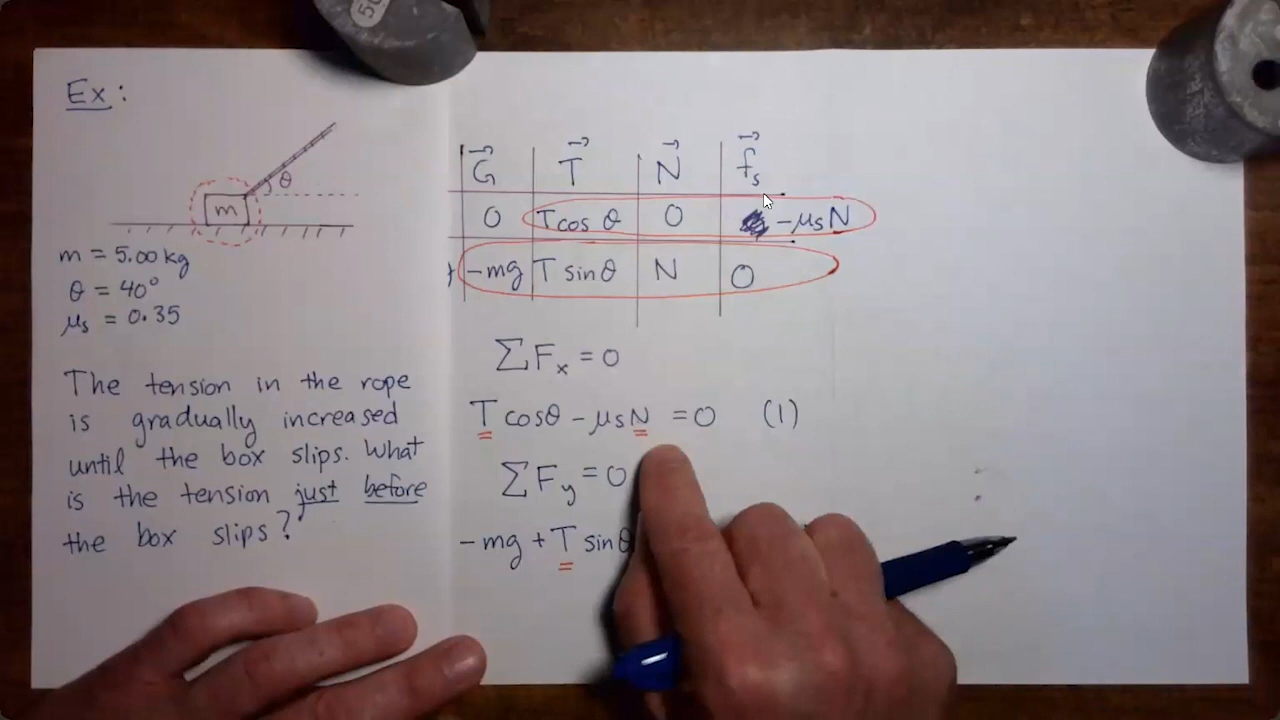 Ex:
θ
m
m = 5.00 kg
θ = 40°
μs = 0.35
The tension in the rope
is gradually increased
until the box slips. What
is the tension just before
the box slips?
G⃗ T⃗ N⃗ f⃗s
0 Tcos θ 0 -μsN
-mg T sinθ N 0
ΣFx = 0
T cosθ - μsN = 0 (1)
ΣFy = 0
-mg + T sinθ